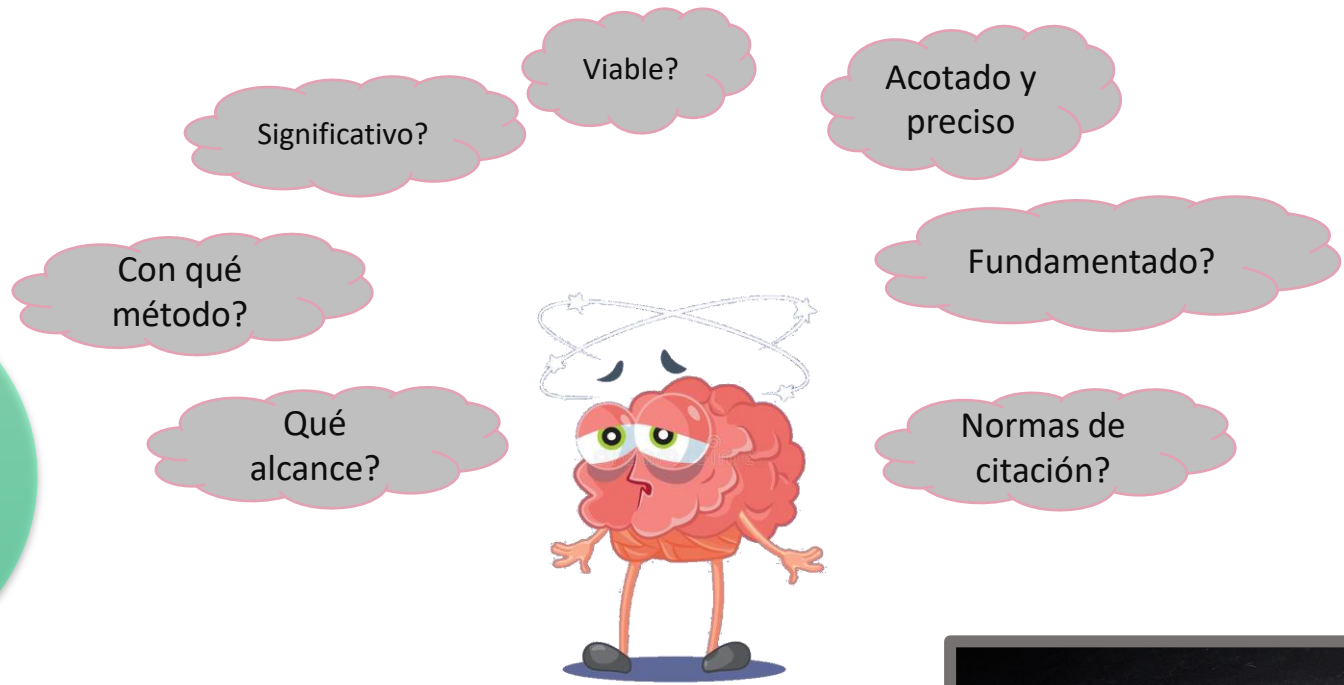 Viable?
Acotado y
preciso
Significativo?
Fundamentado?
Con qué
método?
Qué
alcance?
Normas de
citación?